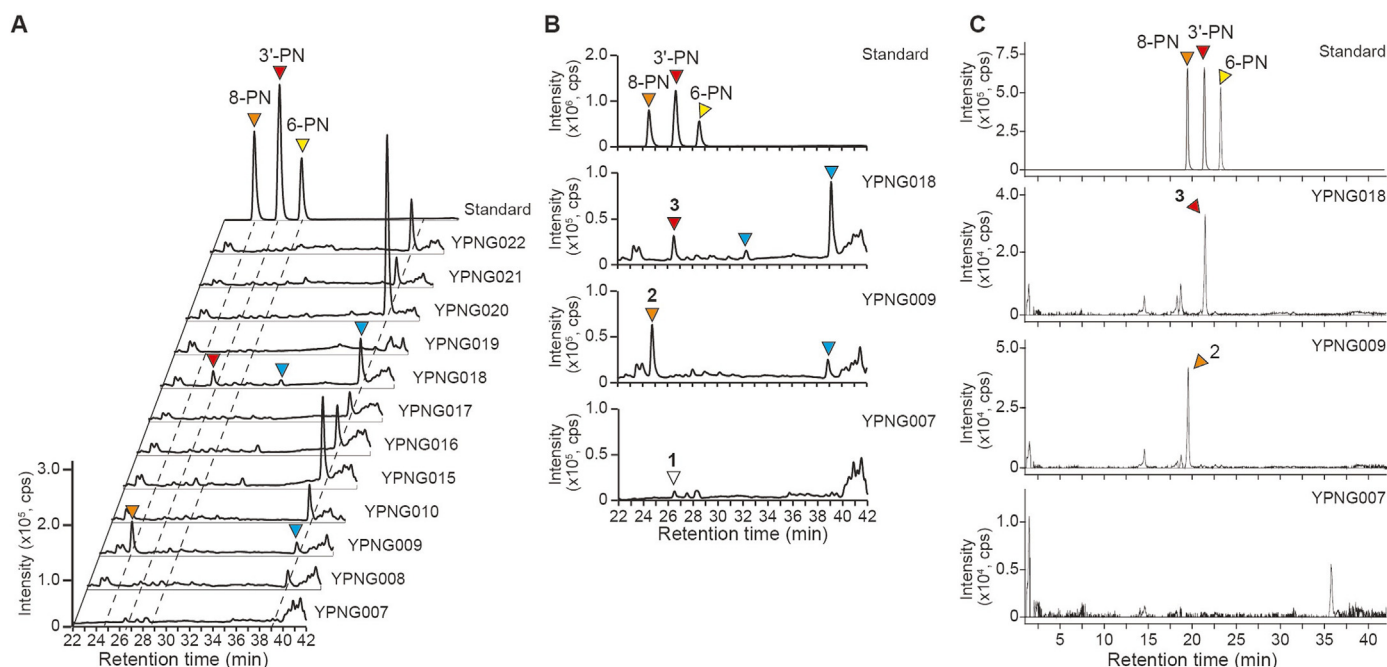 A
3'-PN
8-PN
6-PN
Standard
YPNG022
YPNG021
YPNG020
YPNG019
YPNG018
YPNG017
YPNG016
YPNG015
YPNG010
YPNG009
YPNG008
YPNG007
Intensity (x10⁵, cps)
3.0
2.0
1.0
0
22 24 26 28 30 32 34 36 38 40 42
Retention time (min)
B
Standard
Intensity
(x10⁶, cps)
2.0
1.0
0
8-PN
3'-PN
6-PN
YPNG018
Intensity
(x10⁵, cps)
1.0
0.5
0
3
YPNG009
Intensity
(x10⁵, cps)
1.0
0.5
0
2
YPNG007
Intensity
(x10⁵, cps)
1.0
0.5
0
1
22 24 26 28 30 32 34 36 38 40 42
Retention time (min)
C
Standard
Intensity
(x10⁵, cps)
7.5
5.0
2.5
0
8-PN
3'-PN
6-PN
YPNG018
Intensity
(x10⁴, cps)
4.0
2.0
0
3
YPNG009
Intensity
(x10⁴, cps)
5.0
2.5
0
2
YPNG007
Intensity
(x10⁴, cps)
1.0
0.5
0
5 10 15 20 25 30 35 40
Retention time (min)